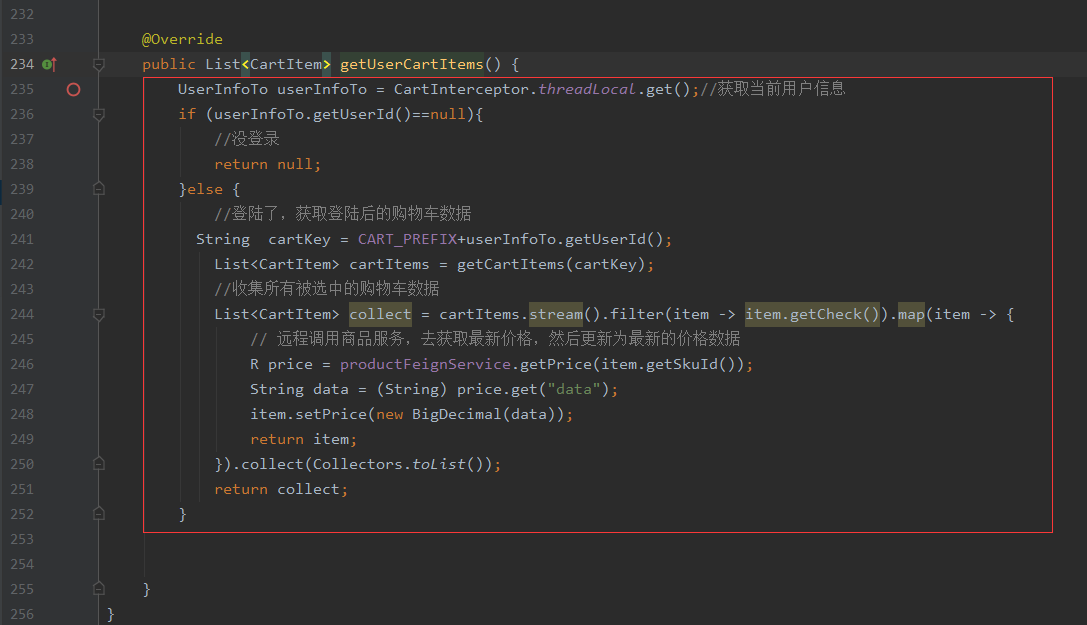 232
233 @Override
234 public List<CartItem> getUserCartItems() {
235 UserInfoTo userInfoTo = CartInterceptor.threadLocal.get();//获取当前用户信息
236 if (userInfoTo.getUserId()==null){
237 //没登录
238 return null;
239 }else {
240 //登陆了，获取登陆后的购物车数据
241 String  cartKey = CART_PREFIX+userInfoTo.getUserId();
242 List<CartItem> cartItems = getCartItems(cartKey);
243 //收集所有被选中的购物车数据
244 List<CartItem> collect = cartItems.stream().filter(item -> item.getCheck()).map(item -> {
245 // 远程调用商品服务，去获取最新价格，然后更新为最新的价格数据
246 R price = productFeignService.getPrice(item.getSkuId());
247 String data = (String) price.get("data");
248 item.setPrice(new BigDecimal(data));
249 return item;
250 }).collect(Collectors.toList());
251 return collect;
252 }
253
254
255 }
256 }